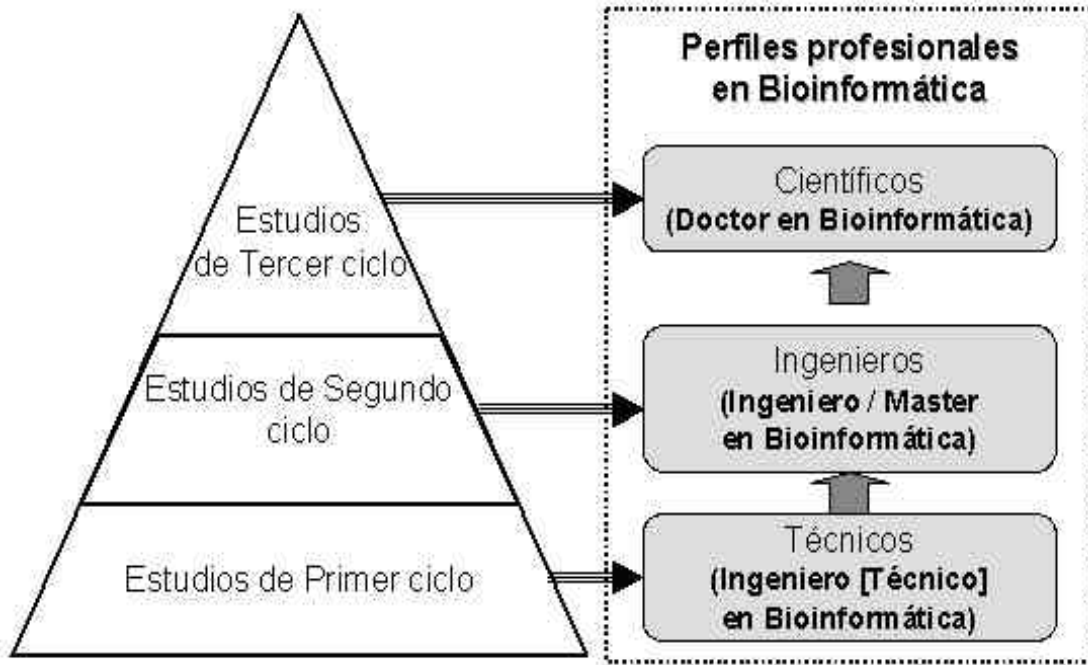 Perfiles profesionales
en Bioinformática
Estudios
de Tercer ciclo
Científicos
(Doctor en Bioinformática)
Estudios de Segundo
ciclo
Ingenieros
(Ingeniero / Master
en Bioinformática)
Estudios de Primer ciclo
Técnicos
(Ingeniero [Técnico]
en Bioinformática)